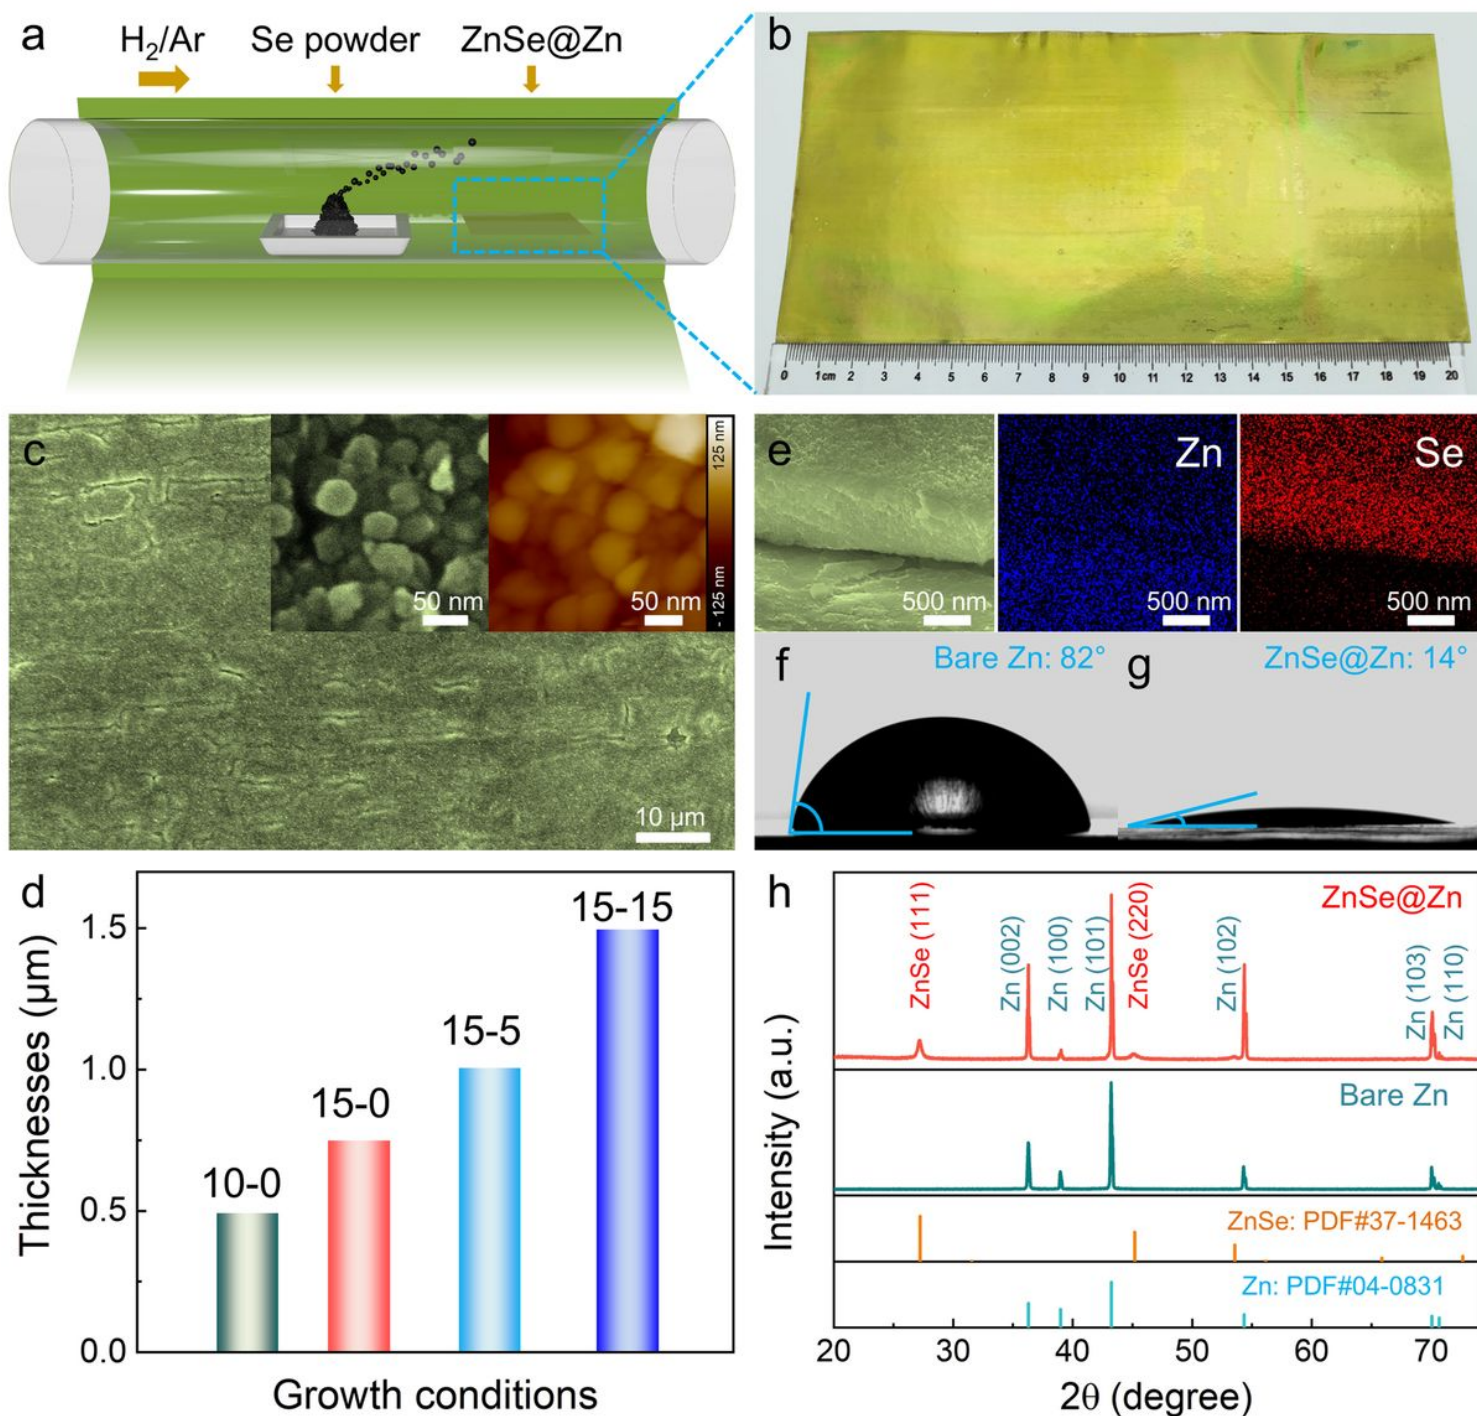 a
H₂/Ar
Se powder
ZnSe@Zn
b
0 1 cm 2 3 4 5 6 7 8 9 10 11 12 13 14 15 16 17 18 19 20
c
50 nm
50 nm
125 nm
- 125 nm
10 µm
e
500 nm
Zn
500 nm
Se
500 nm
f
Bare Zn: 82°
g
ZnSe@Zn: 14°
d
Thicknesses (µm)
1.5
1.0
0.5
0.0
10-0
15-0
15-5
15-15
Growth conditions
h
Intensity (a.u.)
ZnSe@Zn
ZnSe (111)
Zn (002)
Zn (100)
Zn (101)
ZnSe (220)
Zn (102)
Zn (103)
Zn (110)
Bare Zn
ZnSe: PDF#37-1463
Zn: PDF#04-0831
20 30 40 50 60 70
2θ (degree)